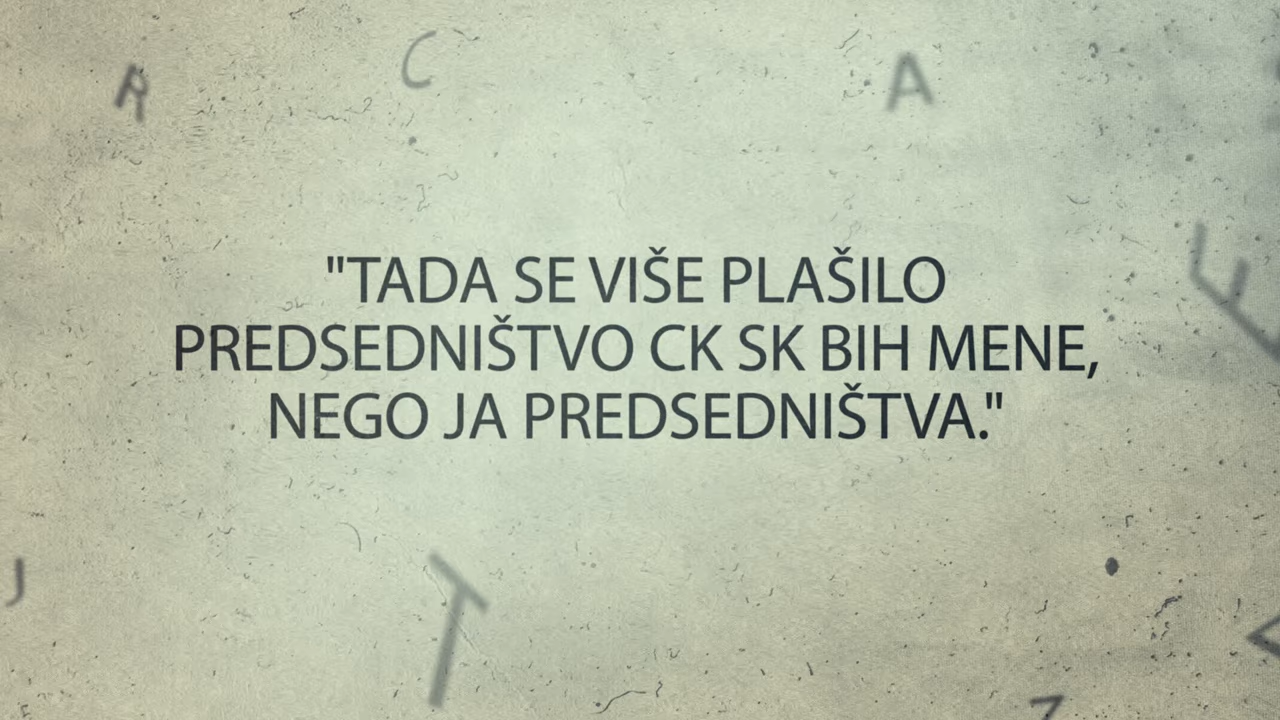 "TADA SE VIŠE PLAŠILO
PREDSEDNIŠTVO CK SK BIH MENE,
NEGO JA PREDSEDNIŠTVA."
R
C
A
E
J
T
Z